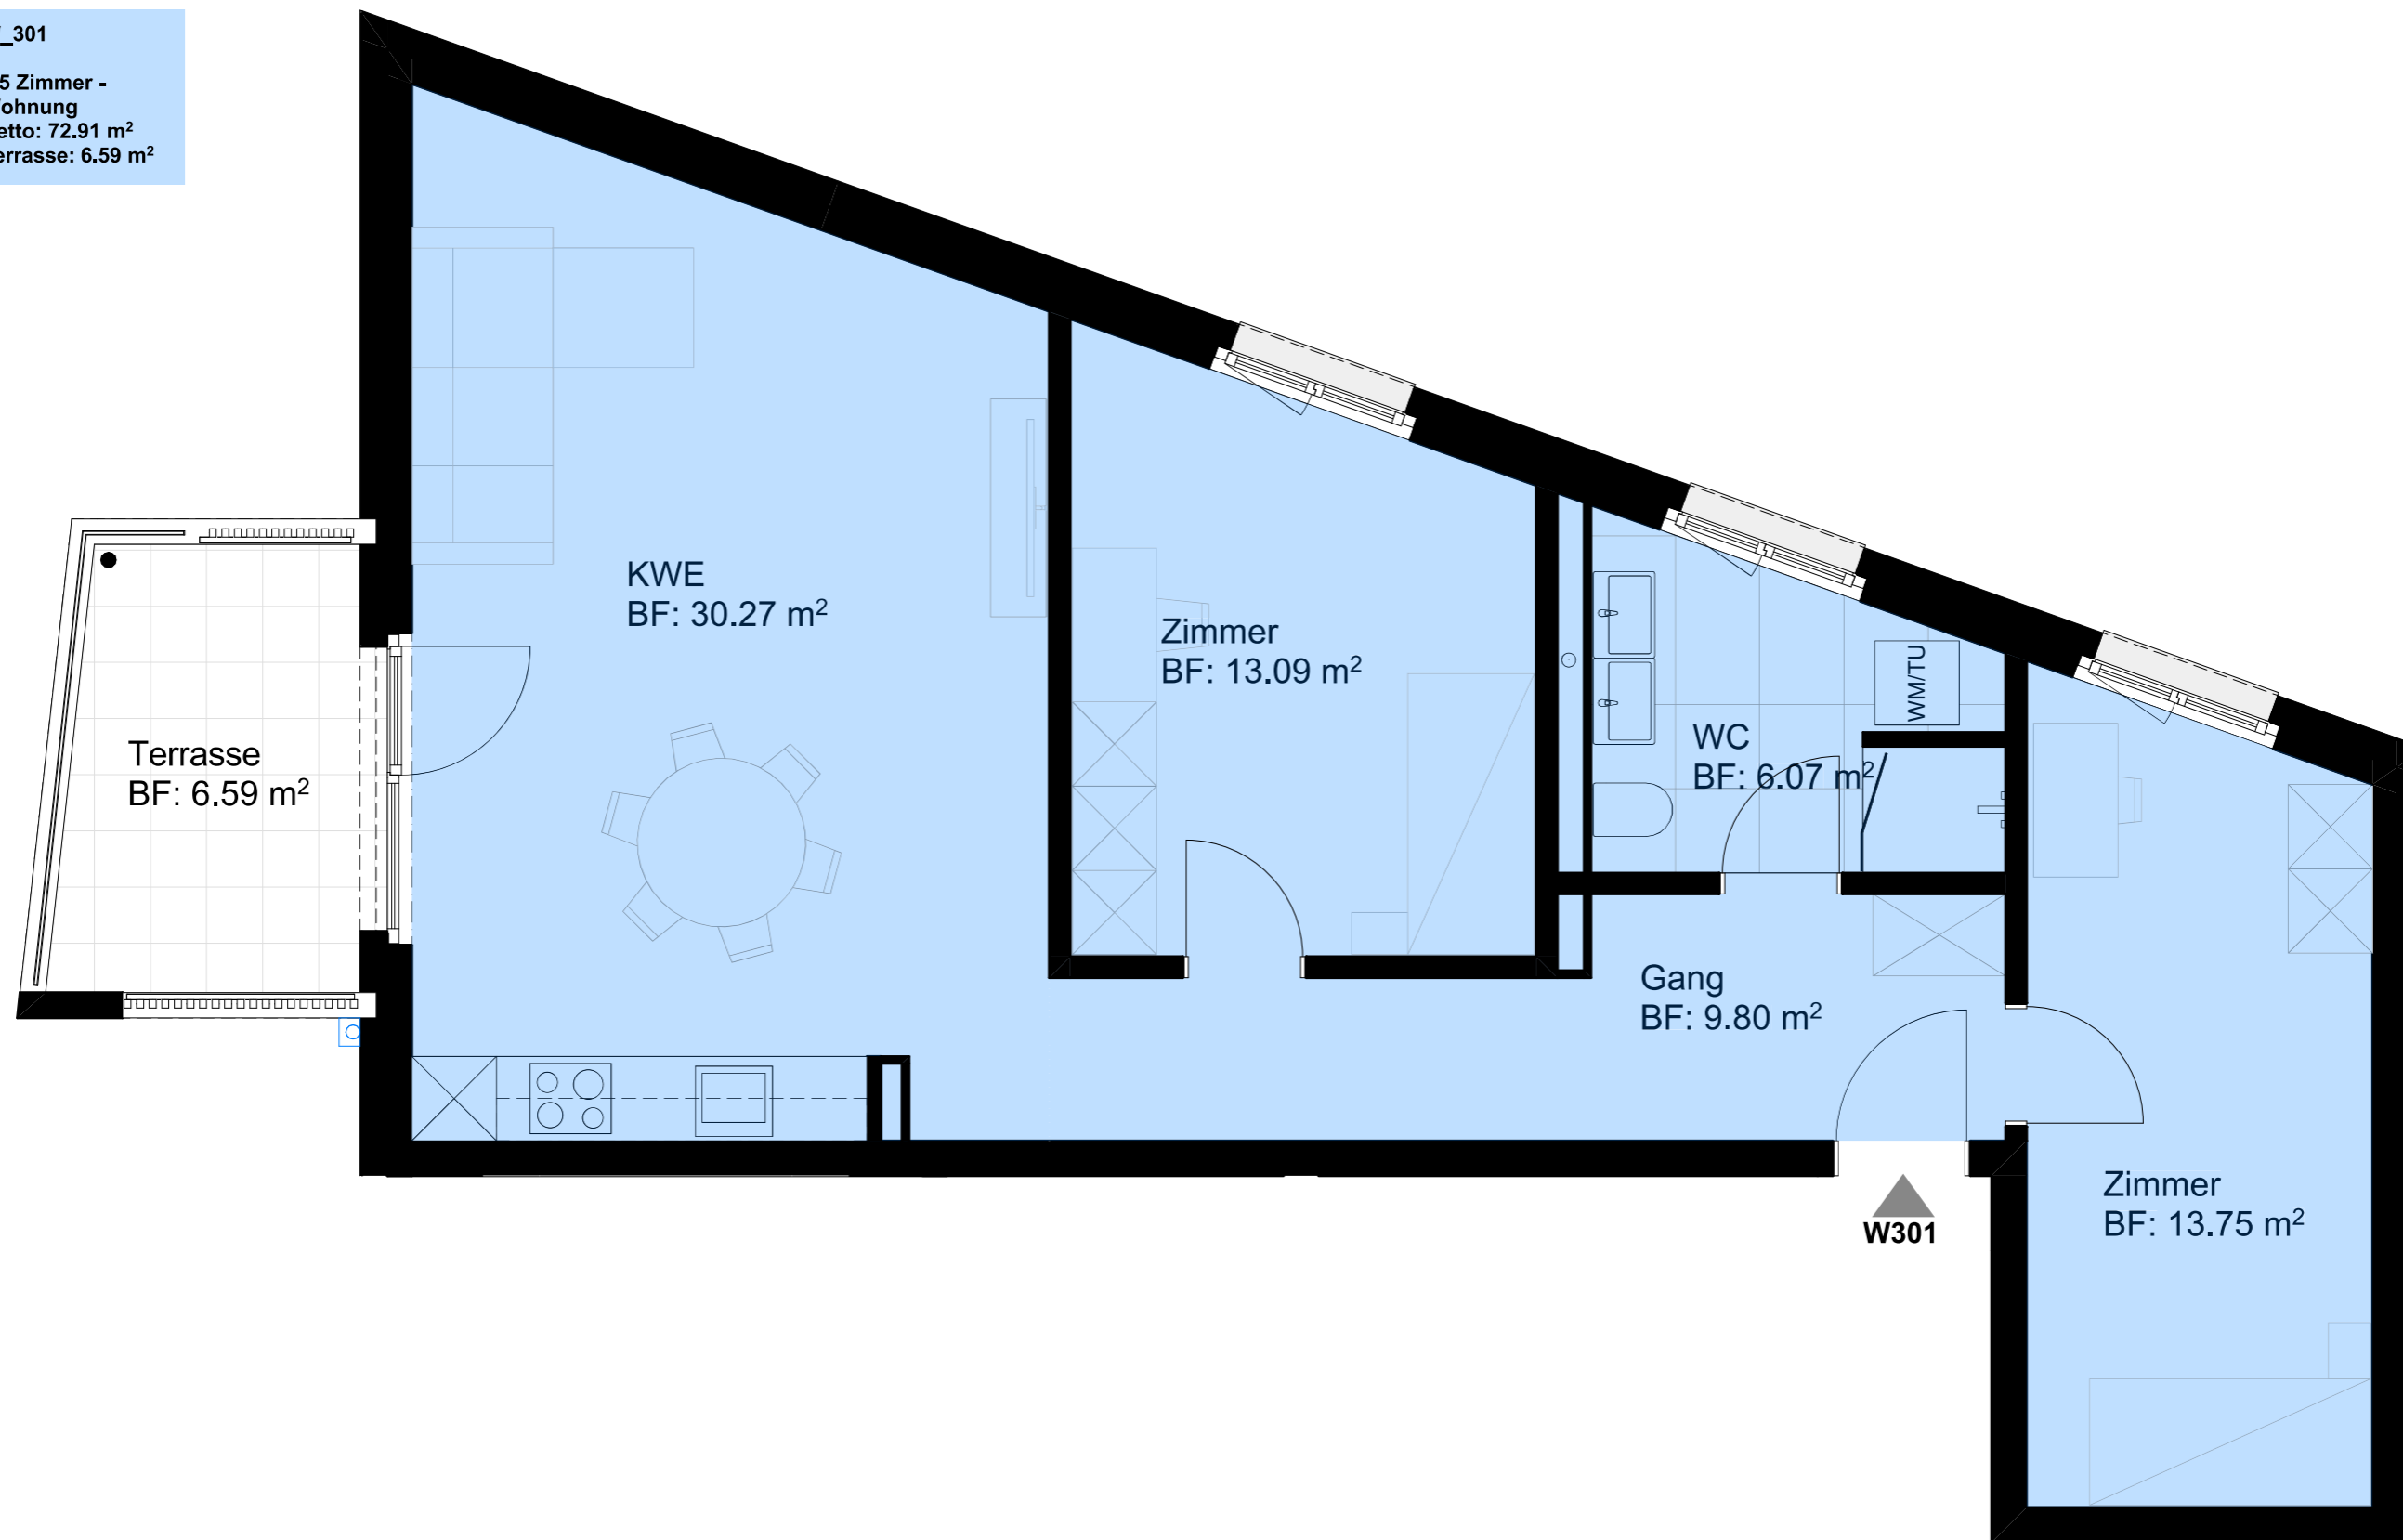 _301
5 Zimmer -
ohnung
etto: 72.91 m²
errasse: 6.59 m²
KWE
BF: 30.27 m²
Zimmer
BF: 13.09 m²
WM/TU
WC
BF: 6.07 m²
Terrasse
BF: 6.59 m²
Gang
BF: 9.80 m²
Zimmer
BF: 13.75 m²
W301